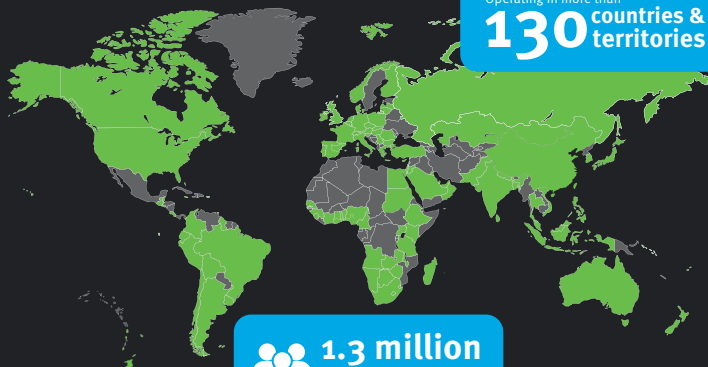 Operating in more than
130 countries &
territories
1.3 million